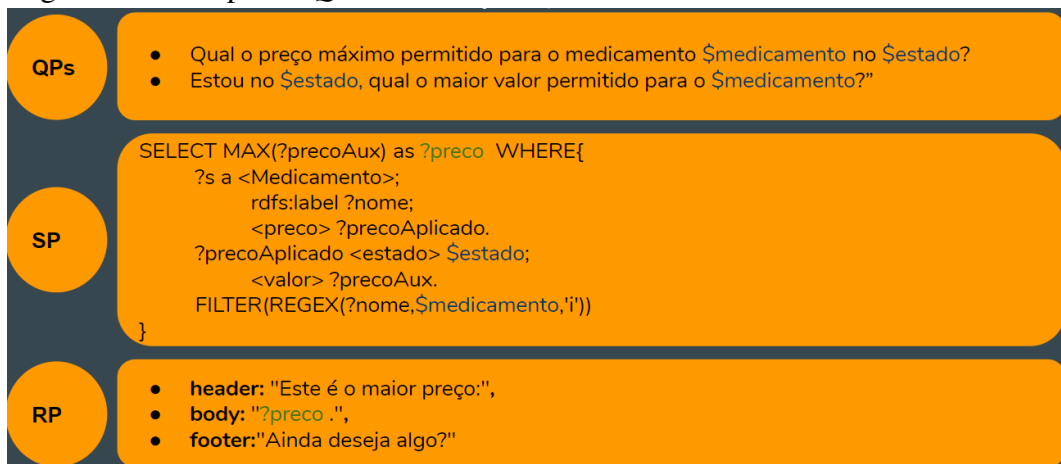 QPs
● Qual o preço máximo permitido para o medicamento $medicamento no $estado?
● Estou no $estado, qual o maior valor permitido para o $medicamento?”
SP
SELECT MAX(?precoAux) as ?preco WHERE{
?s a <Medicamento>;
rdfs:label ?nome;
<preco> ?precoAplicado.
?precoAplicado <estado> $estado;
<valor> ?precoAux.
FILTER(REGEX(?nome,$medicamento,'i'))
}
RP
● header: "Este é o maior preço:",
● body: "?preco .",
● footer:"Ainda deseja algo?"